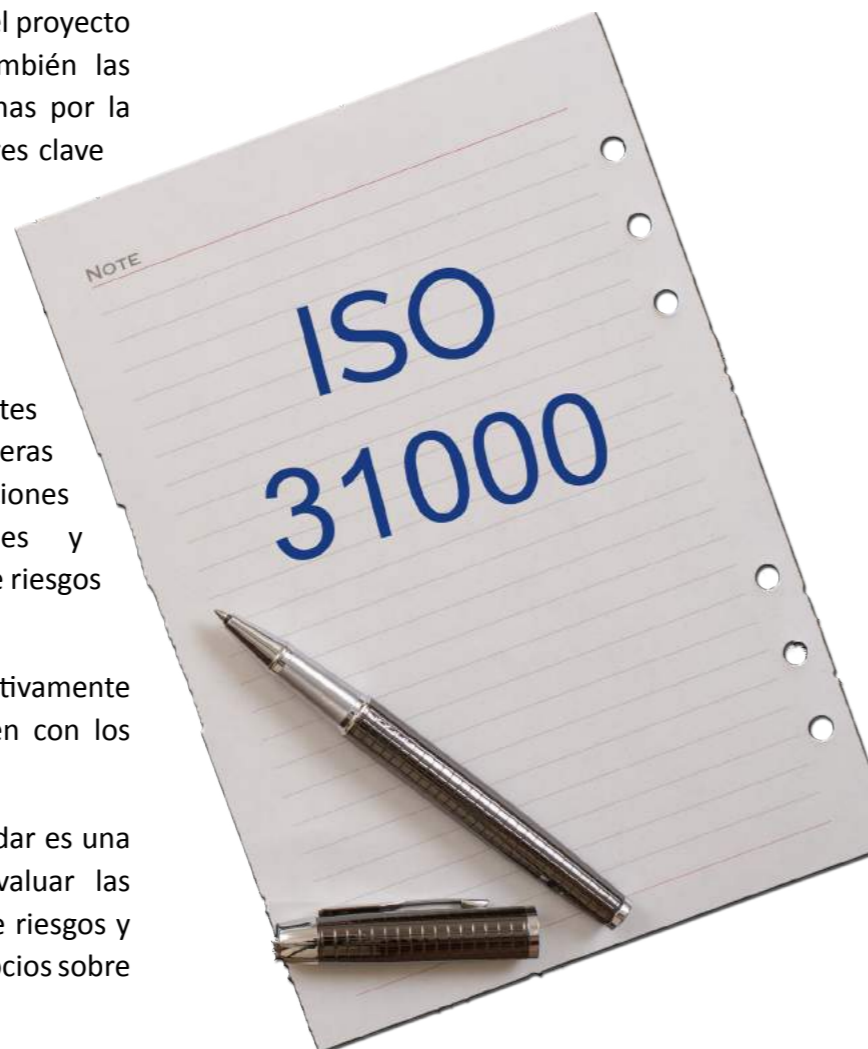 el proyecto
mbién las
nas por la
es clave
NOTE
ISO
31000
tes
eras
iones
es y
e riesgos
tivamente
en con los
dar es una
valuar las
e riesgos y
ocios sobre